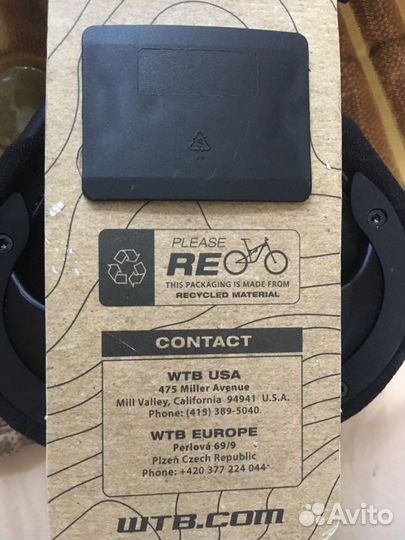 PLEASE
RE
THIS PACKAGING IS MADE FROM
RECYCLED MATERIAL
CONTACT
WTB USA
475 Miller Avenue
Mill Valley, California 94941 U.S.A.
Phone: (415) 389-5040
WTB EUROPE
Perlová 69/9
Plzeň Czech Republic
Phone: +420 377 224 044
WTB.COM
Avito